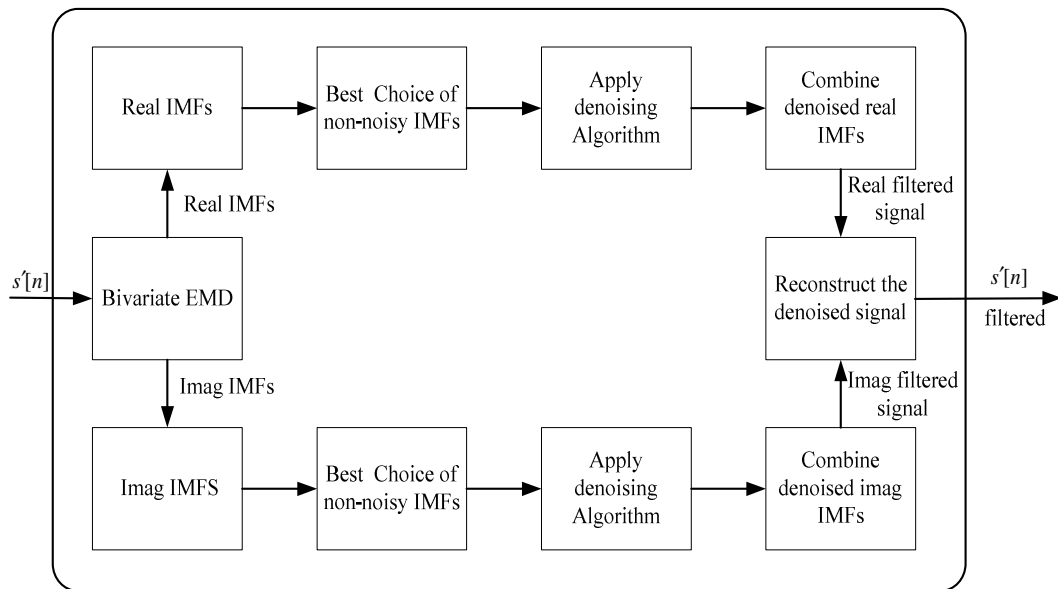 Real IMFs
Best Choice of
non-noisy IMFs
Apply
denoising
Algorithm
Combine
denoised real
IMFs
Real IMFs
Real filtered
signal
s′[n]
Bivariate EMD
Reconstruct the
denoised signal
s′[n]
filtered
Imag IMFs
Imag filtered
signal
Imag IMFS
Best Choice of
non-noisy IMFs
Apply
denoising
Algorithm
Combine
denoised imag
IMFs